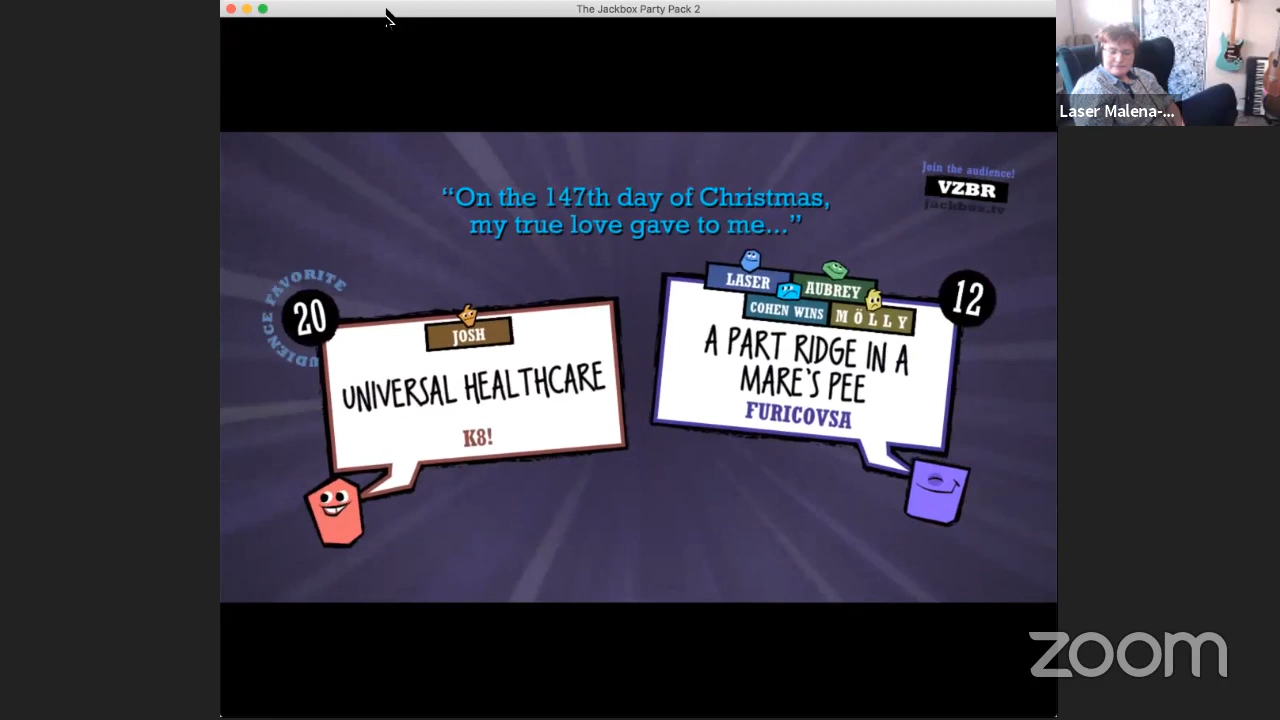 The Jackbox Party Pack 2
Laser Malena-...
Join the audience!
VZBR
jackbox.tv
“On the 147th day of Christmas,
my true love gave to me...”
AUDIENCE FAVORITE
20
JOSH
UNIVERSAL HEALTHCARE
K8!
LASER
AUBREY
COHEN WINS
MÖLLY
12
A PART RIDGE IN A
MARE'S PEE
FURICOVSA
zoom